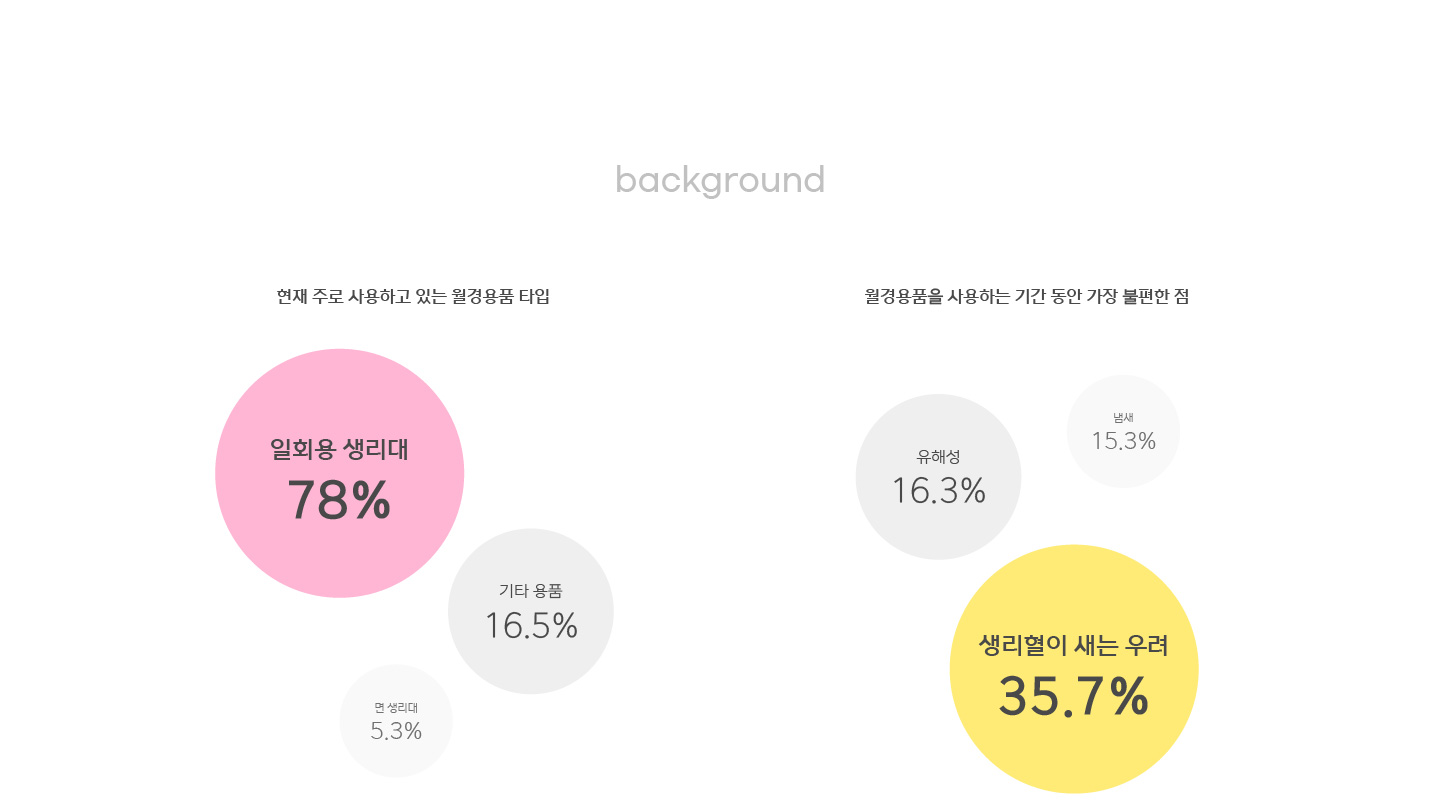 background
현재 주로 사용하고 있는 월경용품 타입
일회용 생리대
78%
기타 용품
16.5%
면 생리대
5.3%
월경용품을 사용하는 기간 동안 가장 불편한 점
유해성
16.3%
냄새
15.3%
생리혈이 새는 우려
35.7%